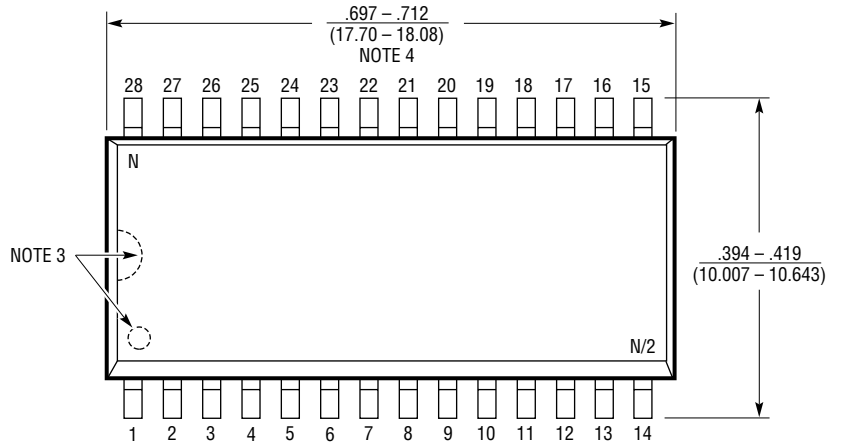 .697 – .712
(17.70 – 18.08)
NOTE 4
28 27 26 25 24 23 22 21 20 19 18 17 16 15
N
NOTE 3
.394 – .419
(10.007 – 10.643)
N/2
1 2 3 4 5 6 7 8 9 10 11 12 13 14